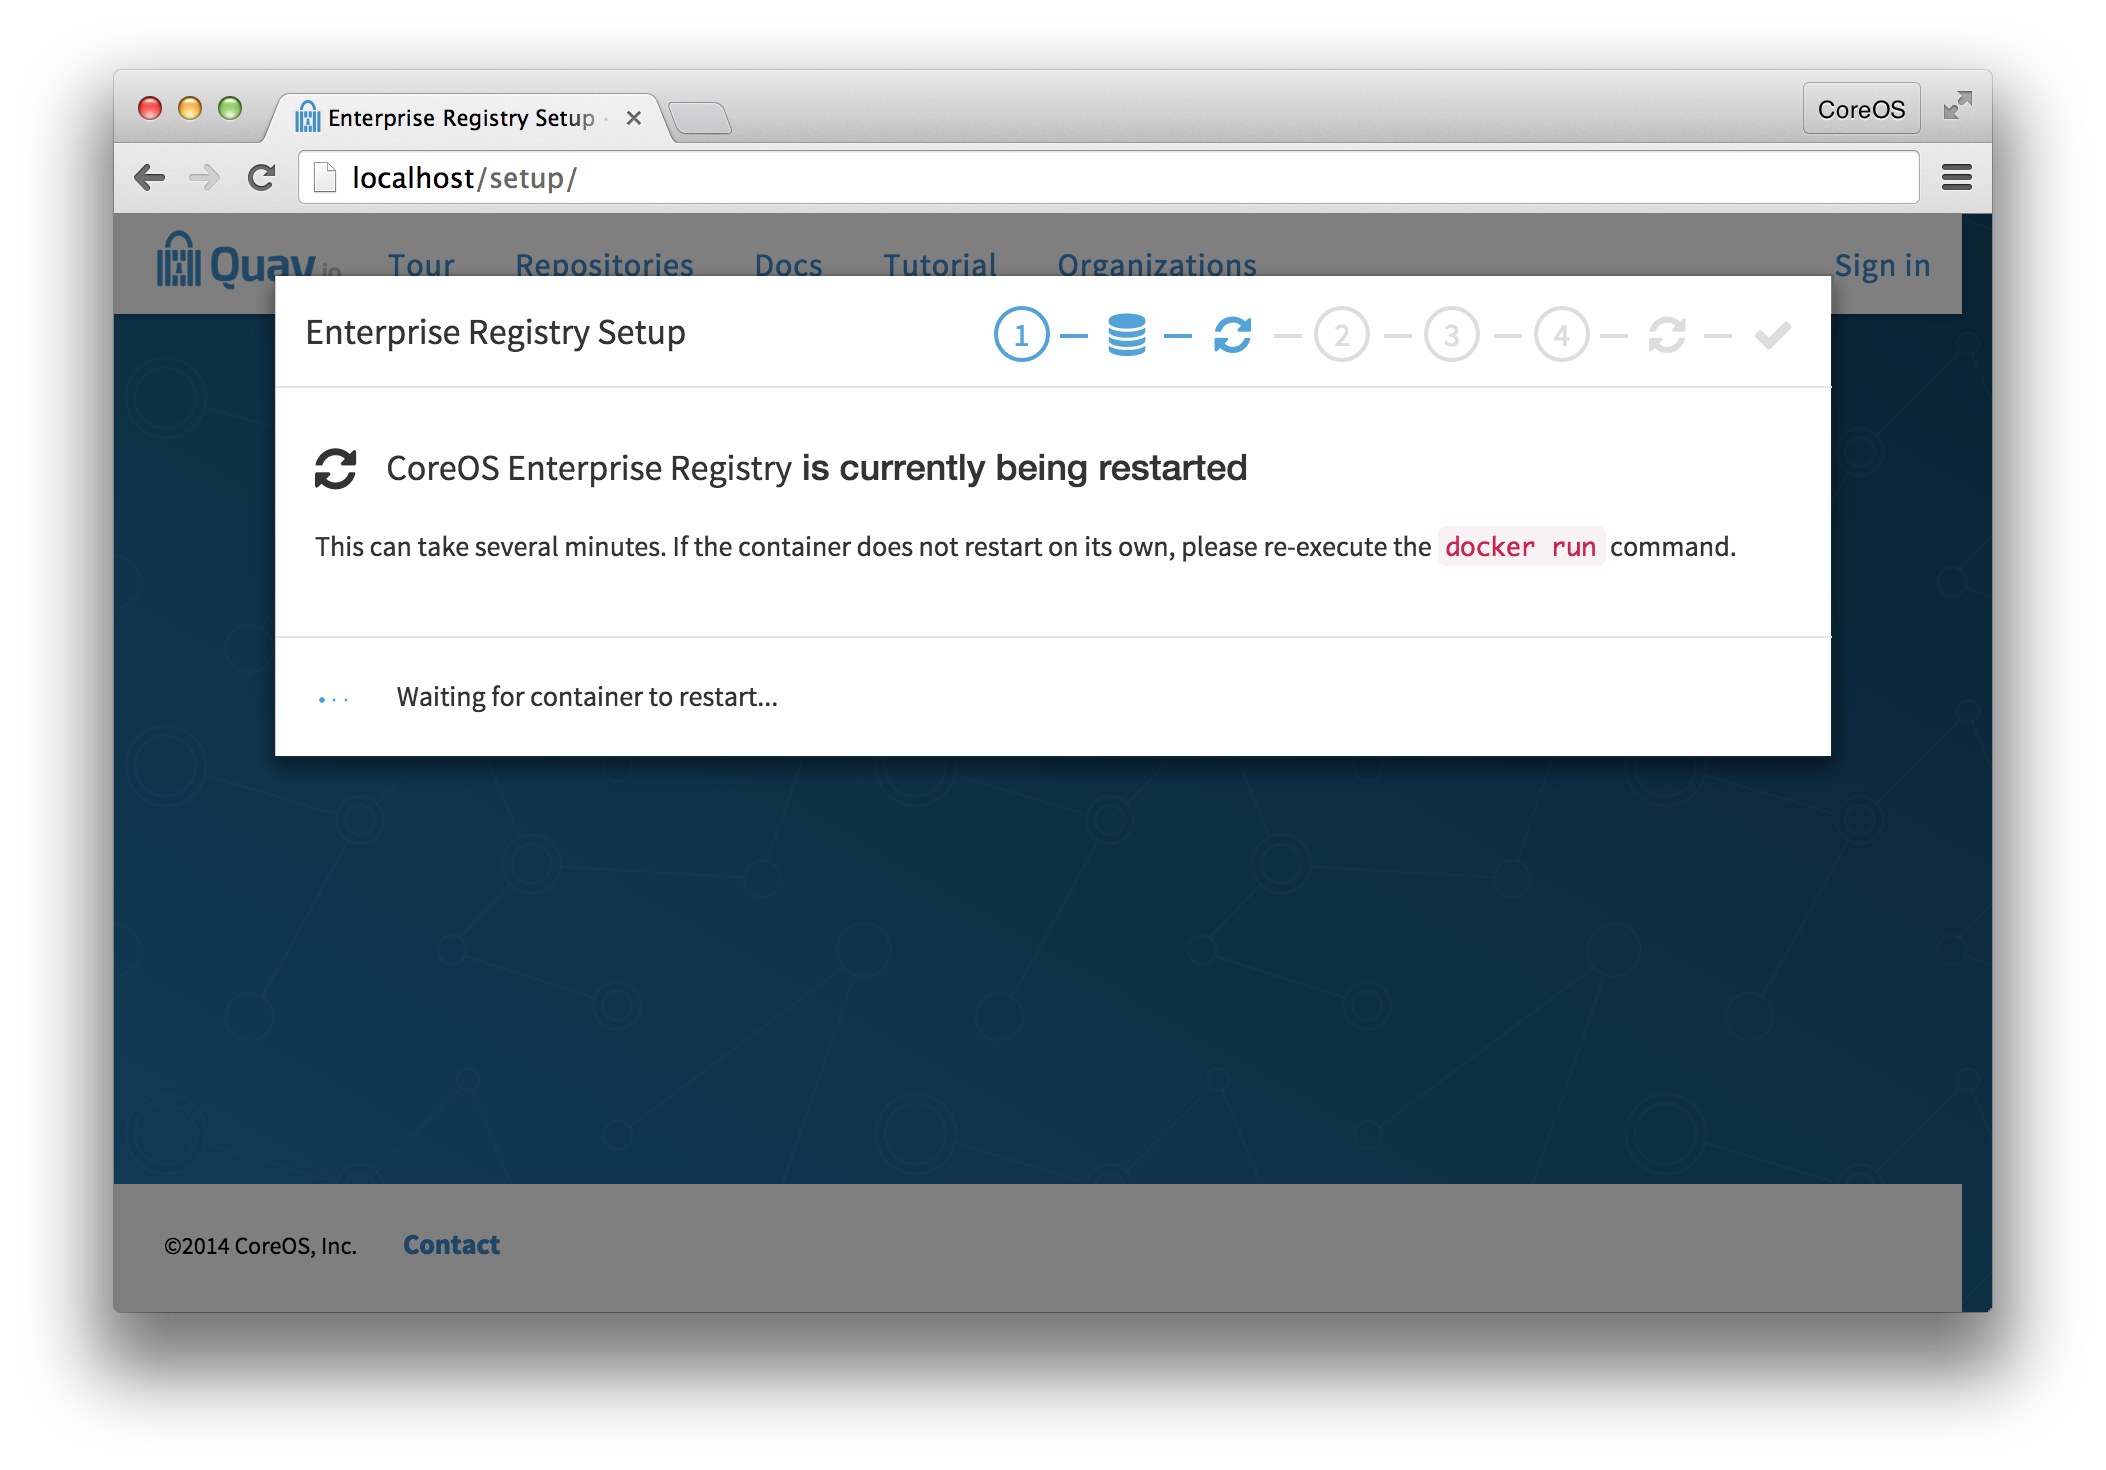 Enterprise Registry Setup
CoreOS
localhost/setup/
Quay.io Tour Repositories Docs Tutorial Organizations Sign in
Enterprise Registry Setup 1 2 3 4
CoreOS Enterprise Registry is currently being restarted
This can take several minutes. If the container does not restart on its own, please re-execute the docker run command.
Waiting for container to restart...
©2014 CoreOS, Inc. Contact